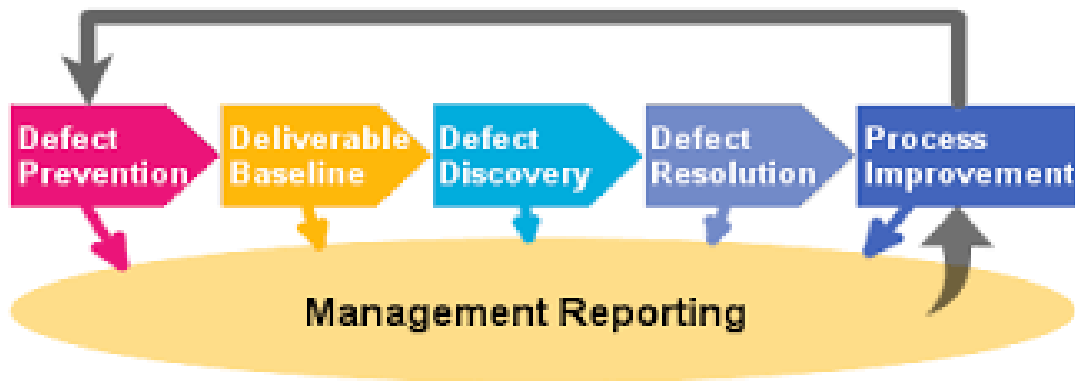 Defect
Prevention
Deliverable
Baseline
Defect
Discovery
Defect
Resolution
Process
Improvement
Management Reporting